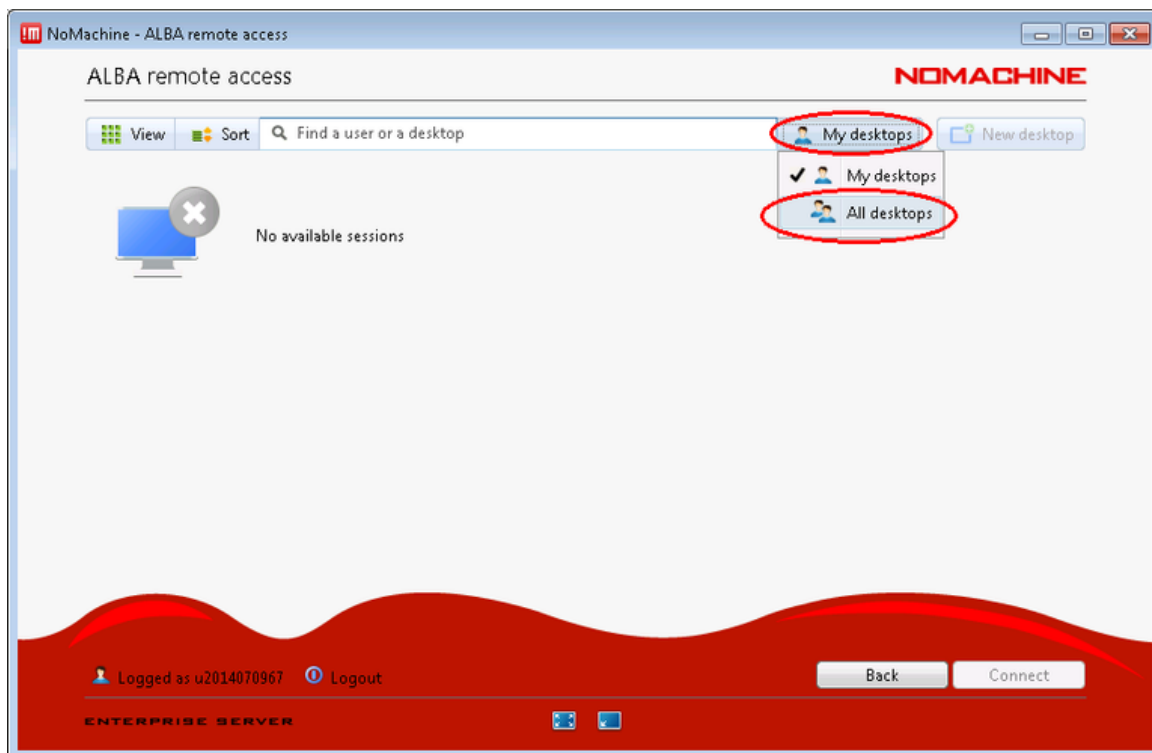 NoMachine - ALBA remote access
ALBA remote access
NOMACHINE
View
Sort
Find a user or a desktop
My desktops
New desktop
My desktops
All desktops
No available sessions
Logged as u2014070967
Logout
Back
Connect
ENTERPRISE SERVER